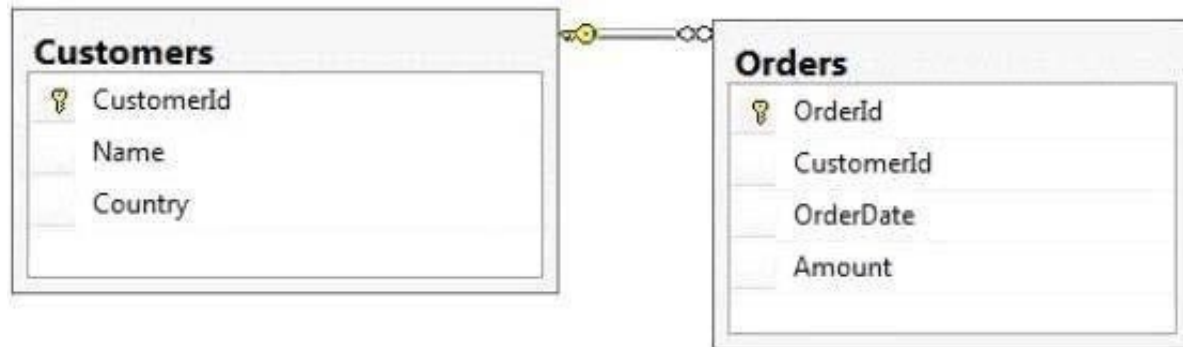 Customers
CustomerId
Name
Country
Orders
OrderId
CustomerId
OrderDate
Amount